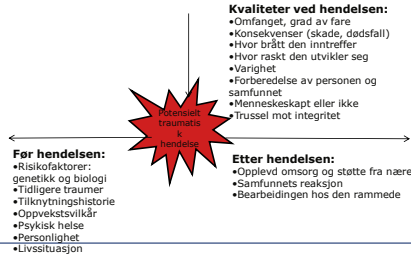 Kvaliteter ved hendelsen:
•Omfanget, grad av fare
•Konsekvenser (skade, dødsfall)
•Hvor brått den inntreffer
•Hvor raskt den utvikler seg
•Varighet
•Forberedelse av personen og
samfunnet
•Menneskeskapt eller ikke
•Trussel mot integritet
Potensielt
traumatis
k
hendelse
Før hendelsen:
•Risikofaktorer:
genetikk og biologi
•Tidligere traumer
•Tilknytningshistorie
•Oppvekstsvilkår
•Psykisk helse
•Personlighet
•Livssituasjon
Etter hendelsen:
•Opplevd omsorg og støtte fra nære
•Samfunnets reaksjon
•Bearbeidingen hos den rammede